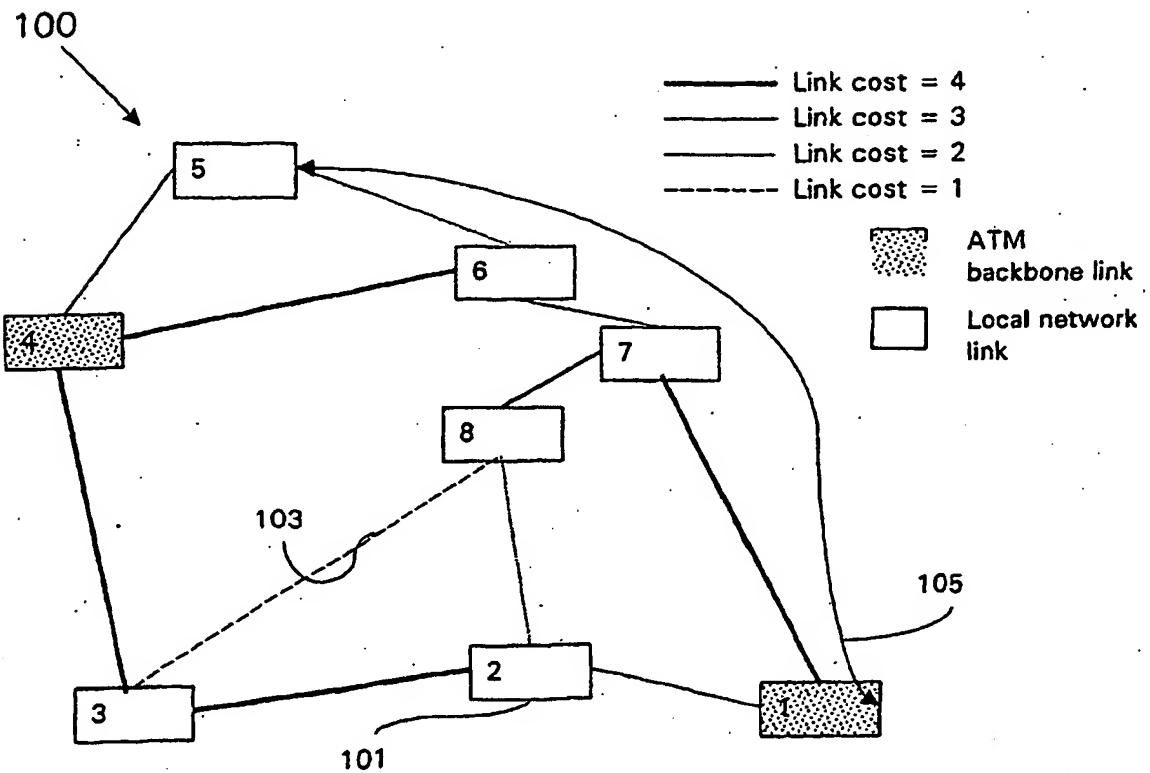 100
Link cost = 4
Link cost = 3
Link cost = 2
Link cost = 1
5
ATM
backbone link
6
Local network
link
4
7
8
103
105
2
1
3
101